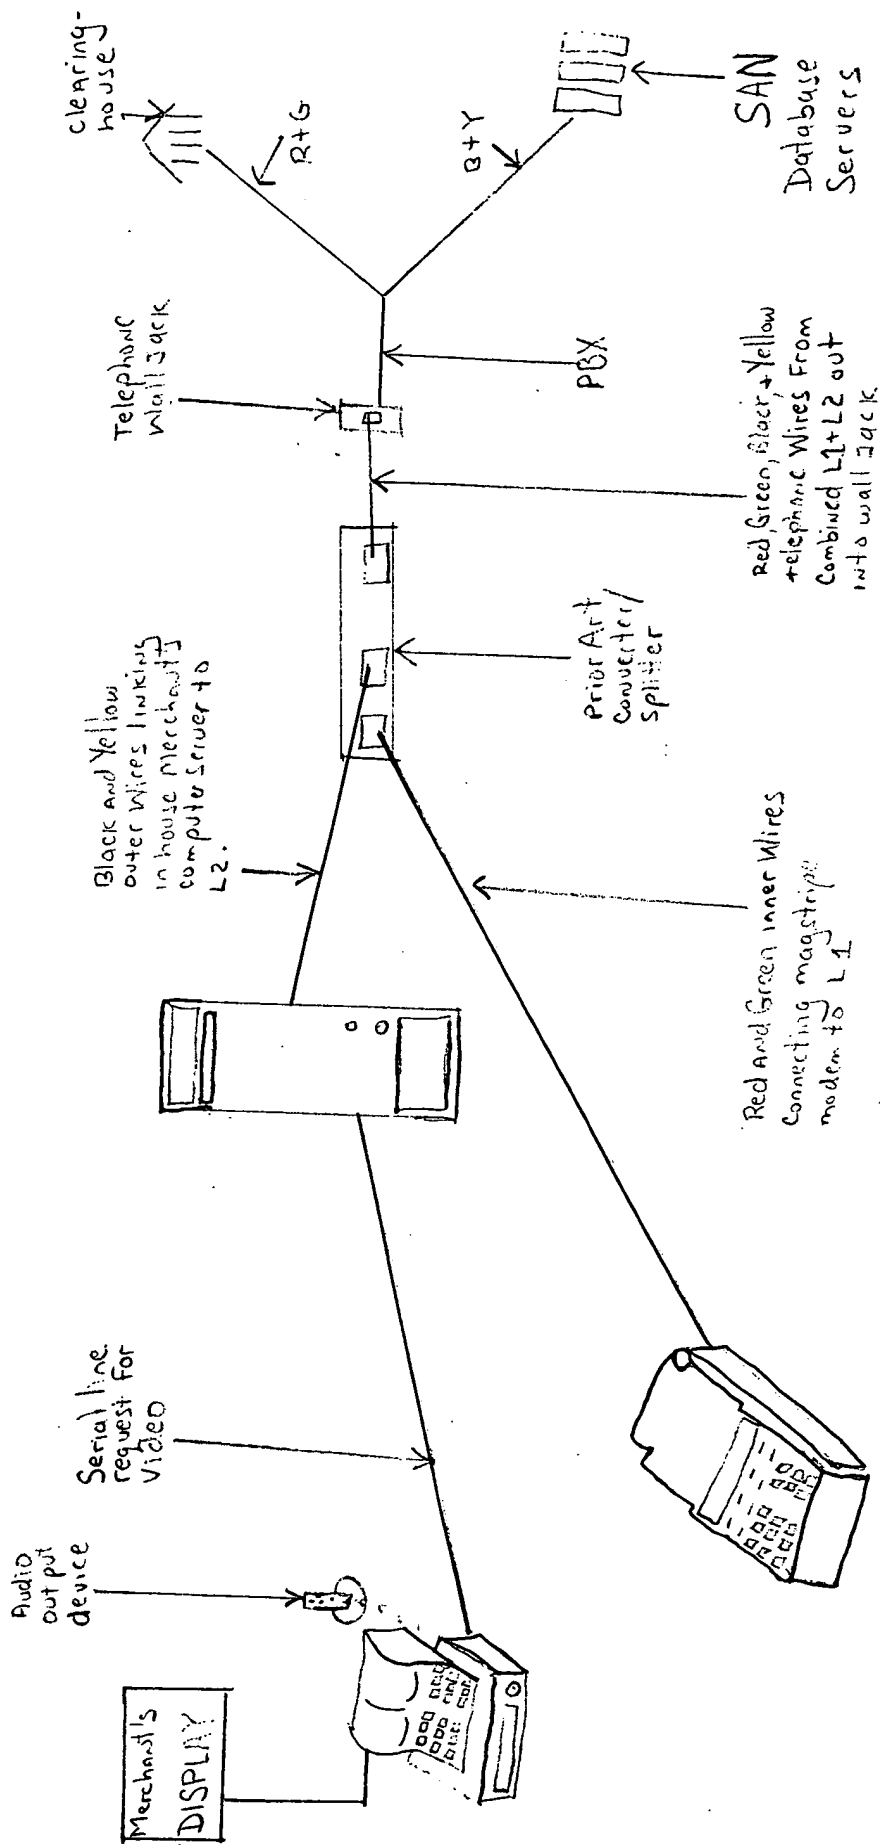 Merchant's
DISPLAY
Audio
output
device
Serial line
request for
Video
Black and Yellow
outer wires linking
in house merchant's
computer server to
L2.
Telephone
Wall Jack
Clearing-
house
R+G
B+Y
SAN
Database
Servers
PBX
Prior Art
Converter/
Splitter
Red, Green, Black, + Yellow
telephone wires From
Combined L1+L2 out
into wall Jack
Red and Green inner wires
Connecting magstripe
modem to L1